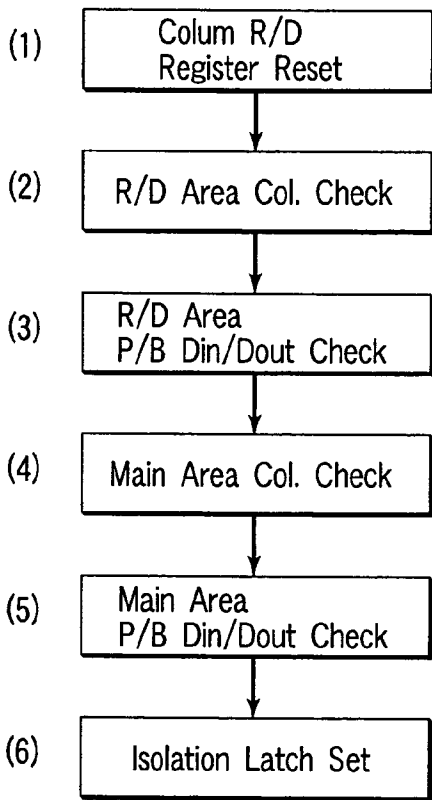 (1)
Colum R/D
Register Reset
(2)
R/D Area Col. Check
(3)
R/D Area
P/B Din/Dout Check
(4)
Main Area Col. Check
(5)
Main Area
P/B Din/Dout Check
(6)
Isolation Latch Set